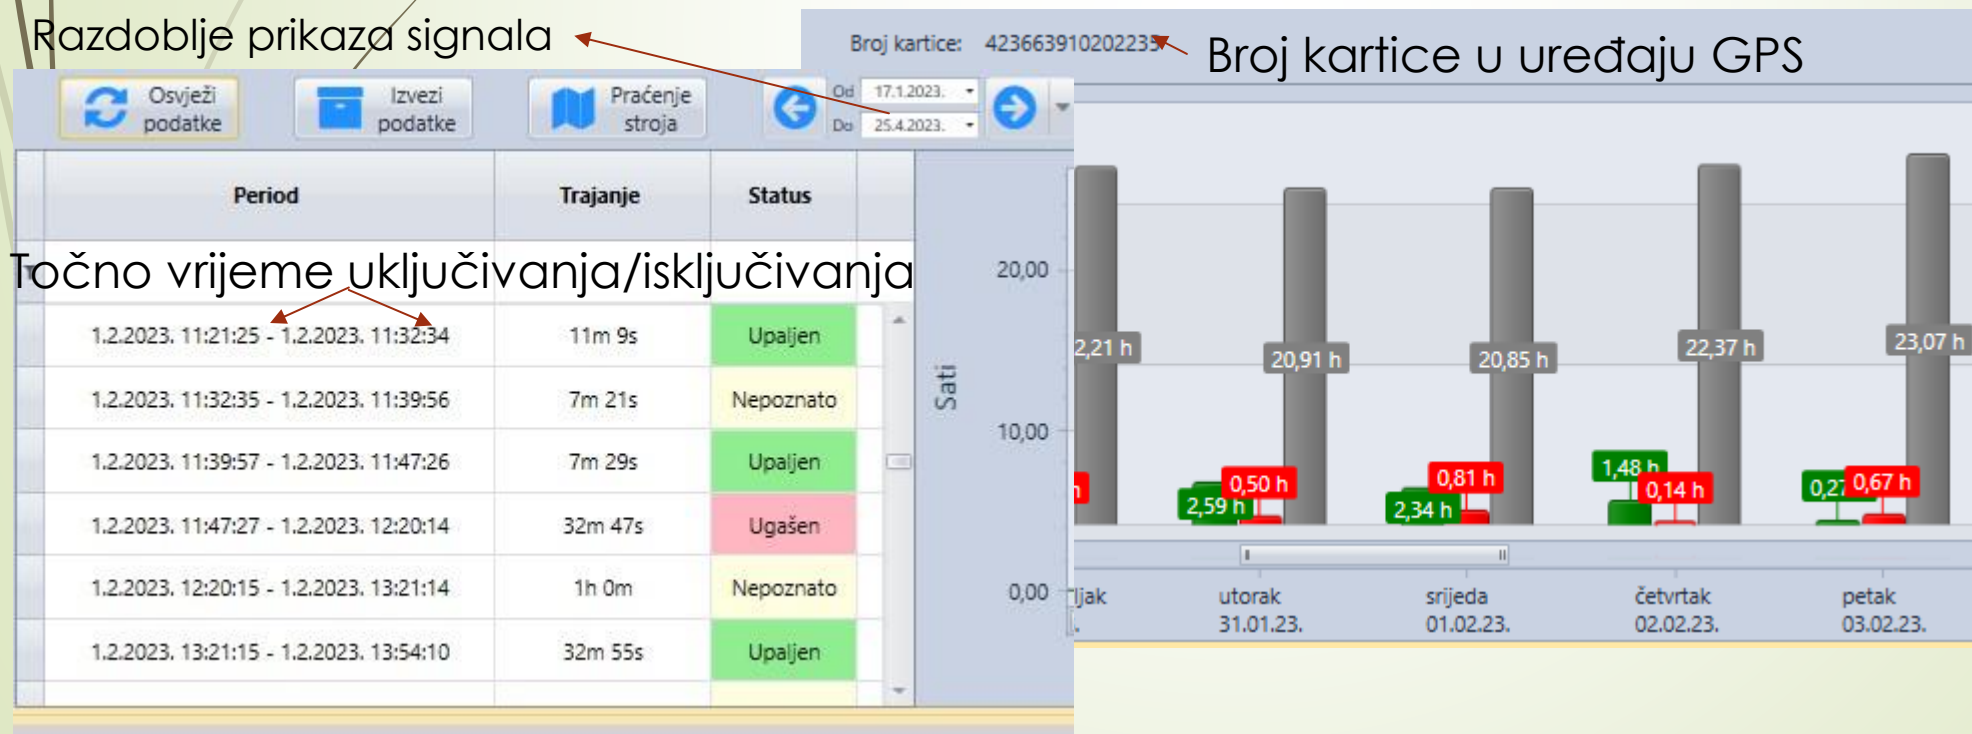 Razdoblje prikaza signala
Broj kartice: 423663910202235
Broj kartice u uređaju GPS
Osvježi
podatke
Izvezi
podatke
Praćenje
stroja
Od 17.1.2023.
Do 25.4.2023.
Period Trajanje Status
Točno vrijeme uključivanja/isključivanja
1.2.2023. 11:21:25 - 1.2.2023. 11:32:34 11m 9s Upaljen
1.2.2023. 11:32:35 - 1.2.2023. 11:39:56 7m 21s Nepoznato
1.2.2023. 11:39:57 - 1.2.2023. 11:47:26 7m 29s Upaljen
1.2.2023. 11:47:27 - 1.2.2023. 12:20:14 32m 47s Ugašen
1.2.2023. 12:20:15 - 1.2.2023. 13:21:14 1h 0m Nepoznato
1.2.2023. 13:21:15 - 1.2.2023. 13:54:10 32m 55s Upaljen
Sati
20,00
10,00
0,00
2,21 h
20,91 h
20,85 h
22,37 h
23,07 h
h
2,59 h
0,50 h
2,34 h
0,81 h
1,48 h
0,14 h
0,27
0,67 h
ljak
utorak
31.01.23.
srijeda
01.02.23.
četvrtak
02.02.23.
petak
03.02.23.